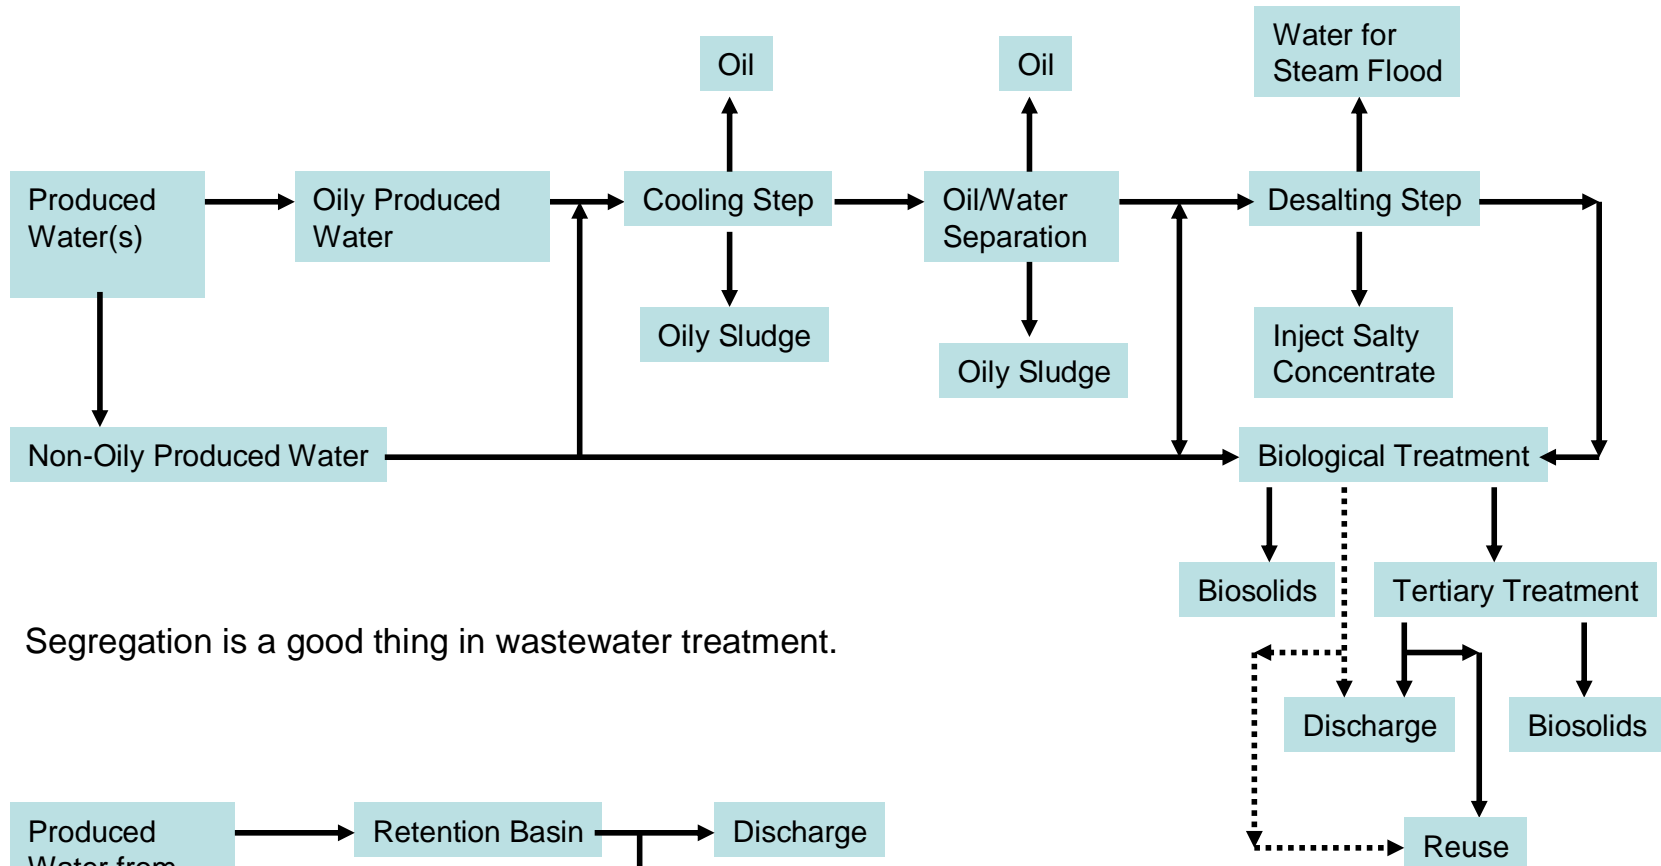 Water for
Steam Flood
Oil
Oil
Produced
Water(s)
Oily Produced
Water
Cooling Step
Oil/Water
Separation
Desalting Step
Oily Sludge
Oily Sludge
Inject Salty
Concentrate
Non-Oily Produced Water
Biological Treatment
Biosolids
Tertiary Treatment
Segregation is a good thing in wastewater treatment.
Discharge
Biosolids
Produced
Water from
Retention Basin
Discharge
Reuse